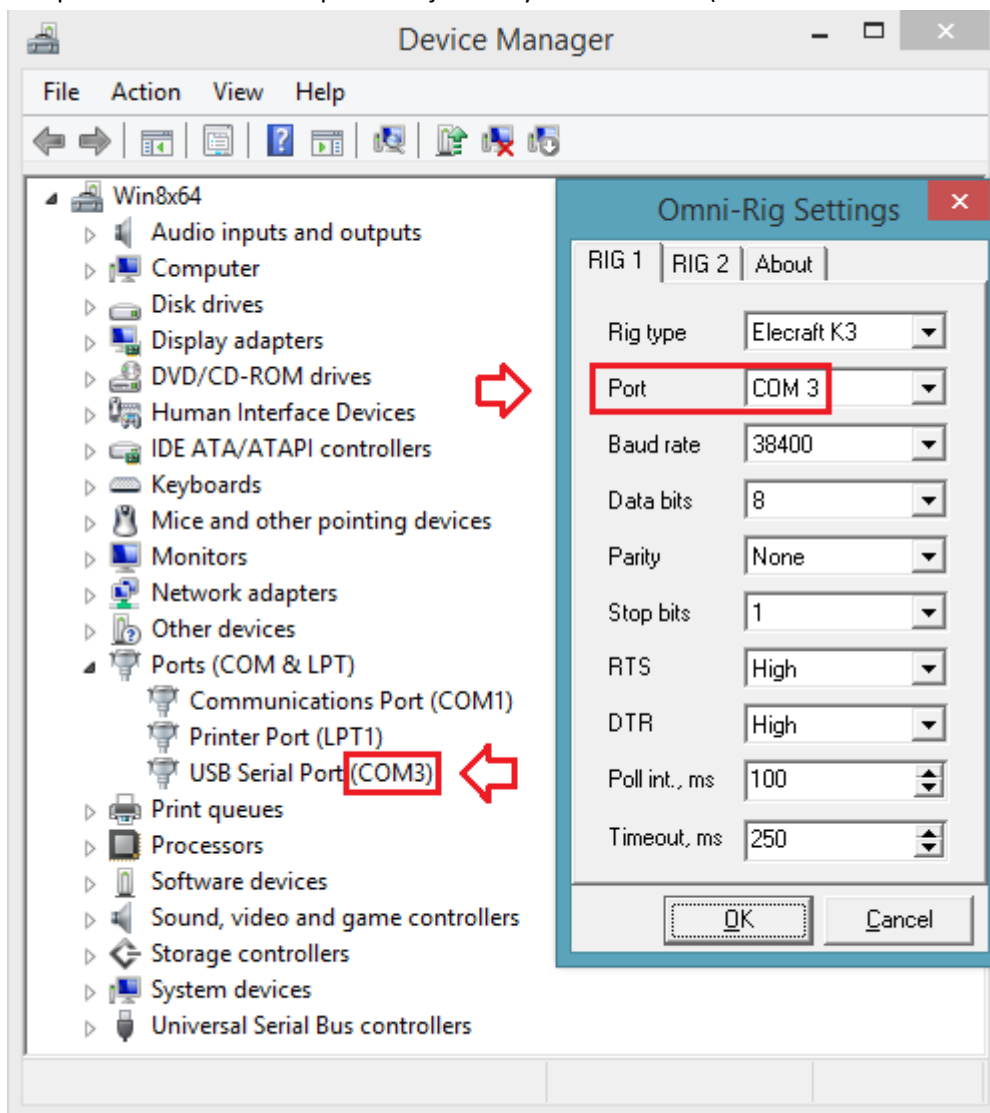 Device Manager
File Action View Help
Win8x64
Audio inputs and outputs
Computer
Disk drives
Display adapters
DVD/CD-ROM drives
Human Interface Devices
IDE ATA/ATAPI controllers
Keyboards
Mice and other pointing devices
Monitors
Network adapters
Other devices
Ports (COM & LPT)
Communications Port (COM1)
Printer Port (LPT1)
USB Serial Port (COM3)
Print queues
Processors
Software devices
Sound, video and game controllers
Storage controllers
System devices
Universal Serial Bus controllers
Omni-Rig Settings
RIG 1 RIG 2 About
Rig type Elecraft K3
Port COM 3
Baud rate 38400
Data bits 8
Parity None
Stop bits 1
RTS High
DTR High
Poll int., ms 100
Timeout, ms 250
OK Cancel